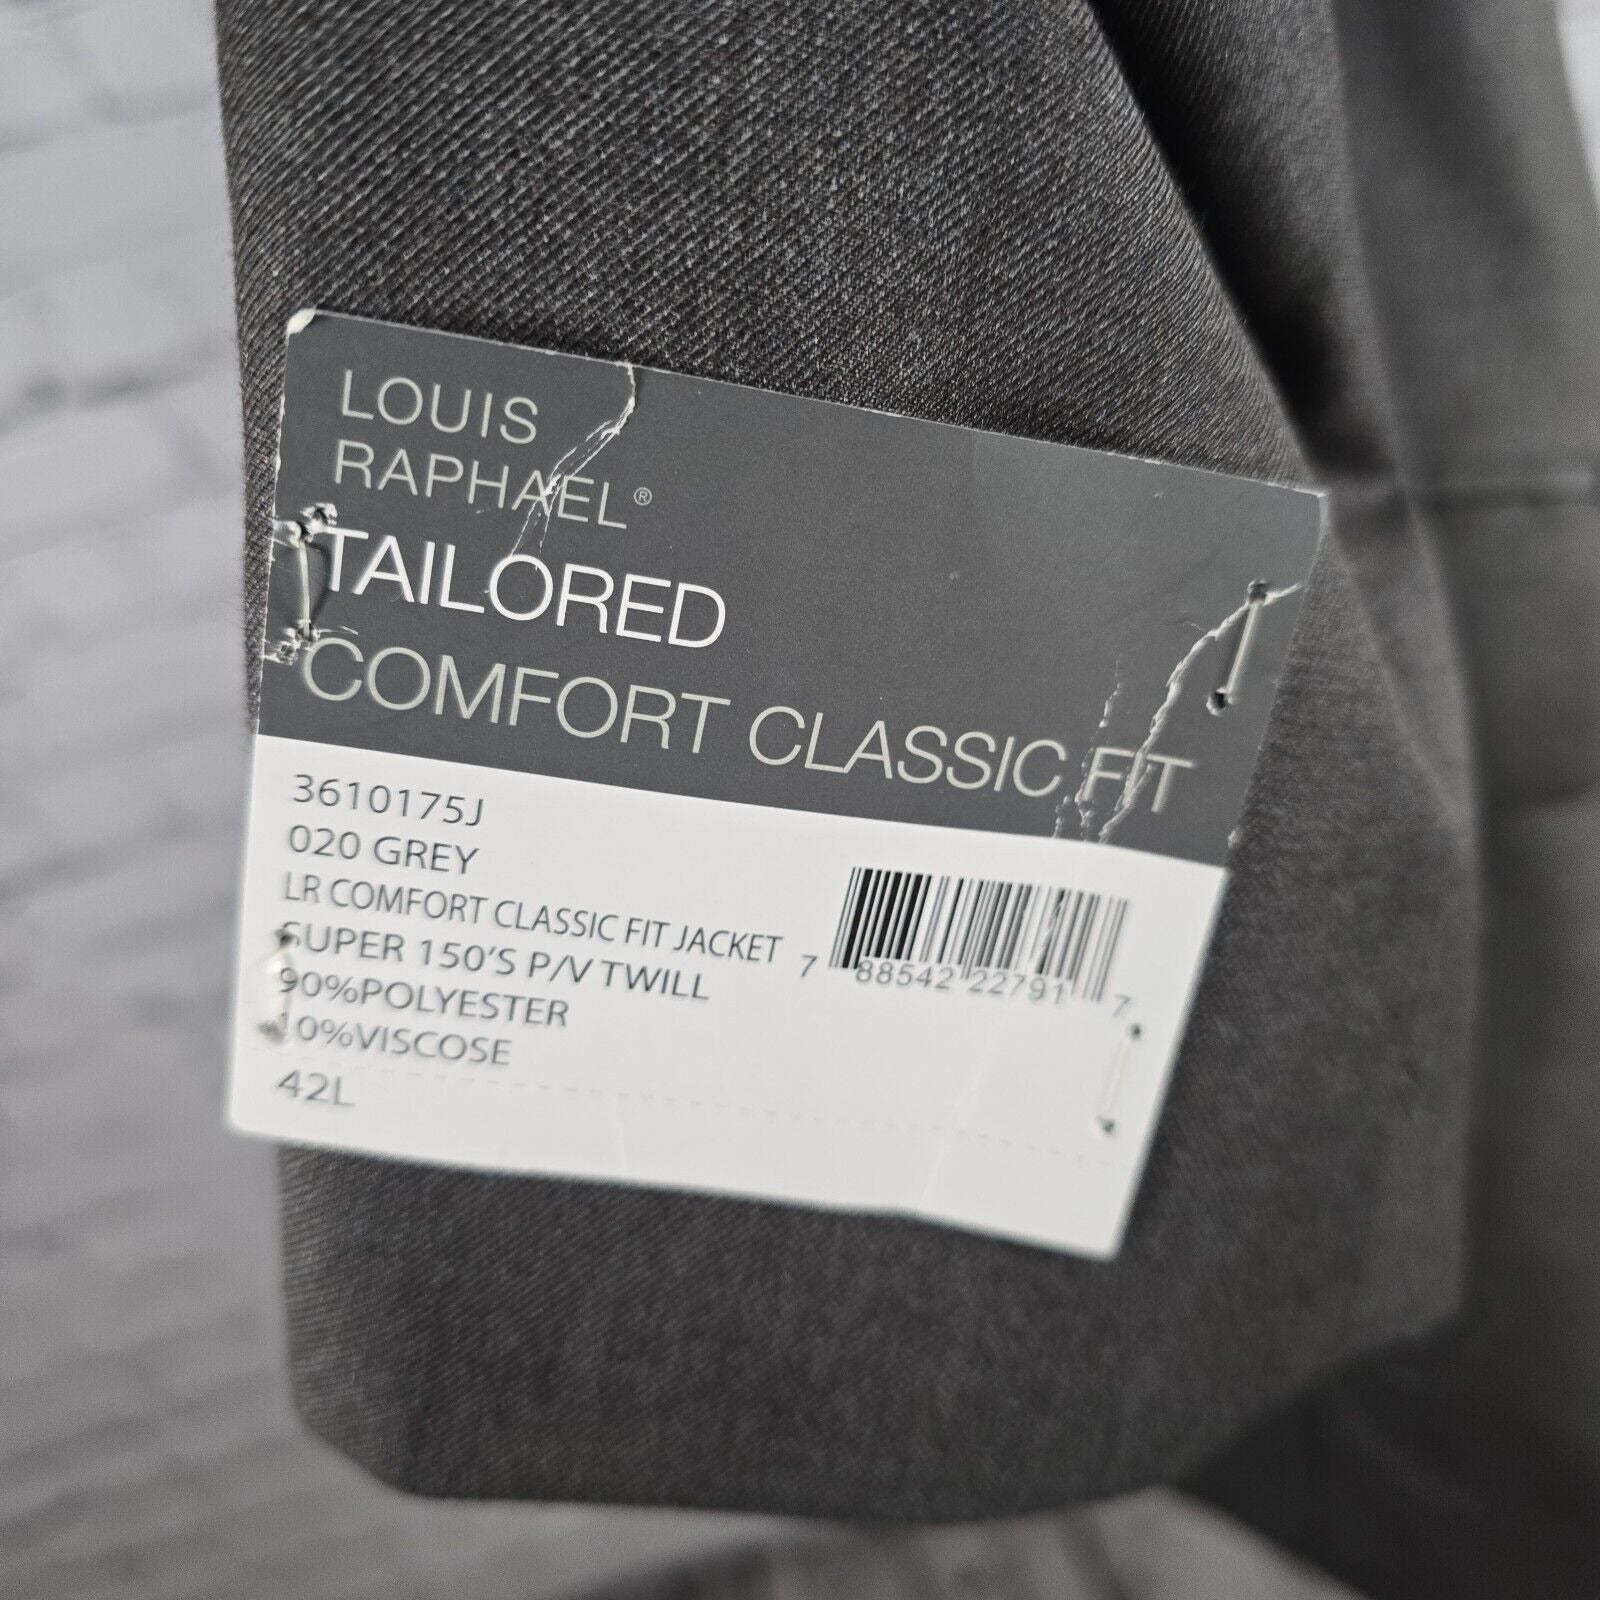 LOUIS
RAPHAEL®
TAILORED
COMFORT CLASSIC FIT
3610175J
020 GREY
LR COMFORT CLASSIC FIT JACKET
SUPER 150'S P/V TWILL
90%POLYESTER
10%VISCOSE
42L
7 88542 22791 7